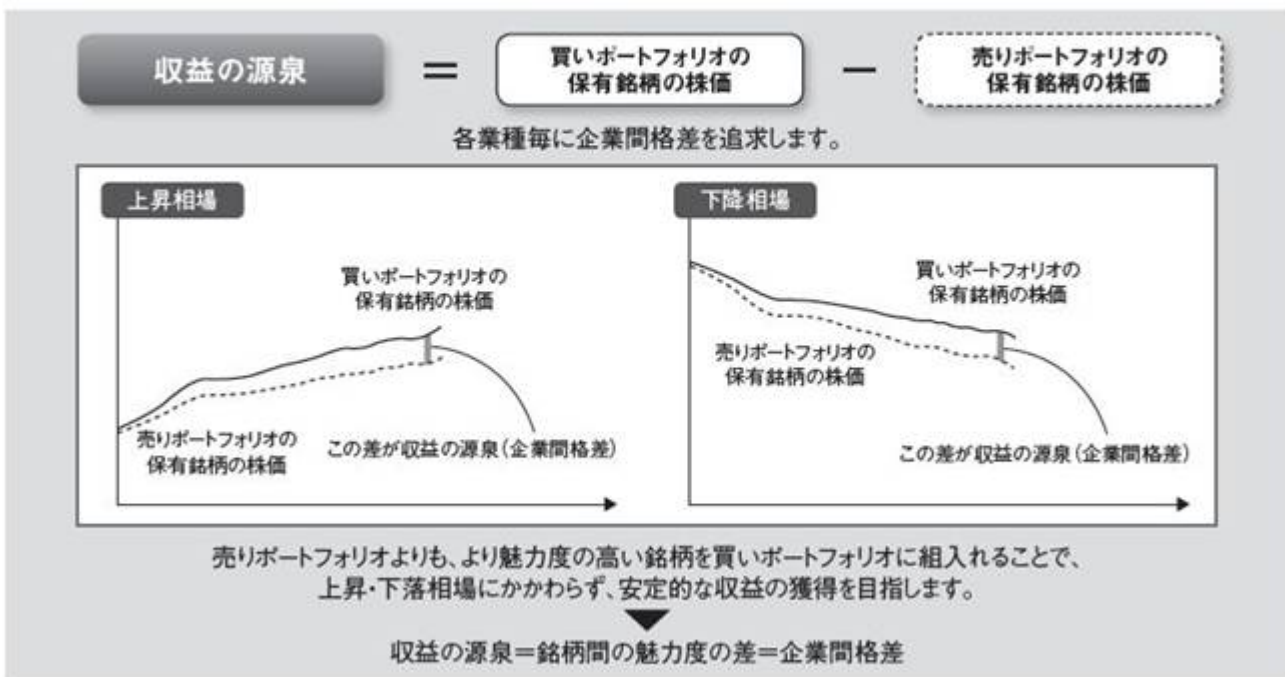 収益の源泉 = 買いポートフォリオの
保有銘柄の株価 − 売りポートフォリオの
保有銘柄の株価
各業種毎に企業間格差を追求します。
上昇相場
買いポートフォリオの
保有銘柄の株価
売りポートフォリオの
保有銘柄の株価
この差が収益の源泉(企業間格差)
下降相場
買いポートフォリオの
保有銘柄の株価
売りポートフォリオの
保有銘柄の株価
この差が収益の源泉(企業間格差)
売りポートフォリオよりも、より魅力度の高い銘柄を買いポートフォリオに組入れることで、
上昇・下落相場にかかわらず、安定的な収益の獲得を目指します。
収益の源泉=銘柄間の魅力度の差=企業間格差